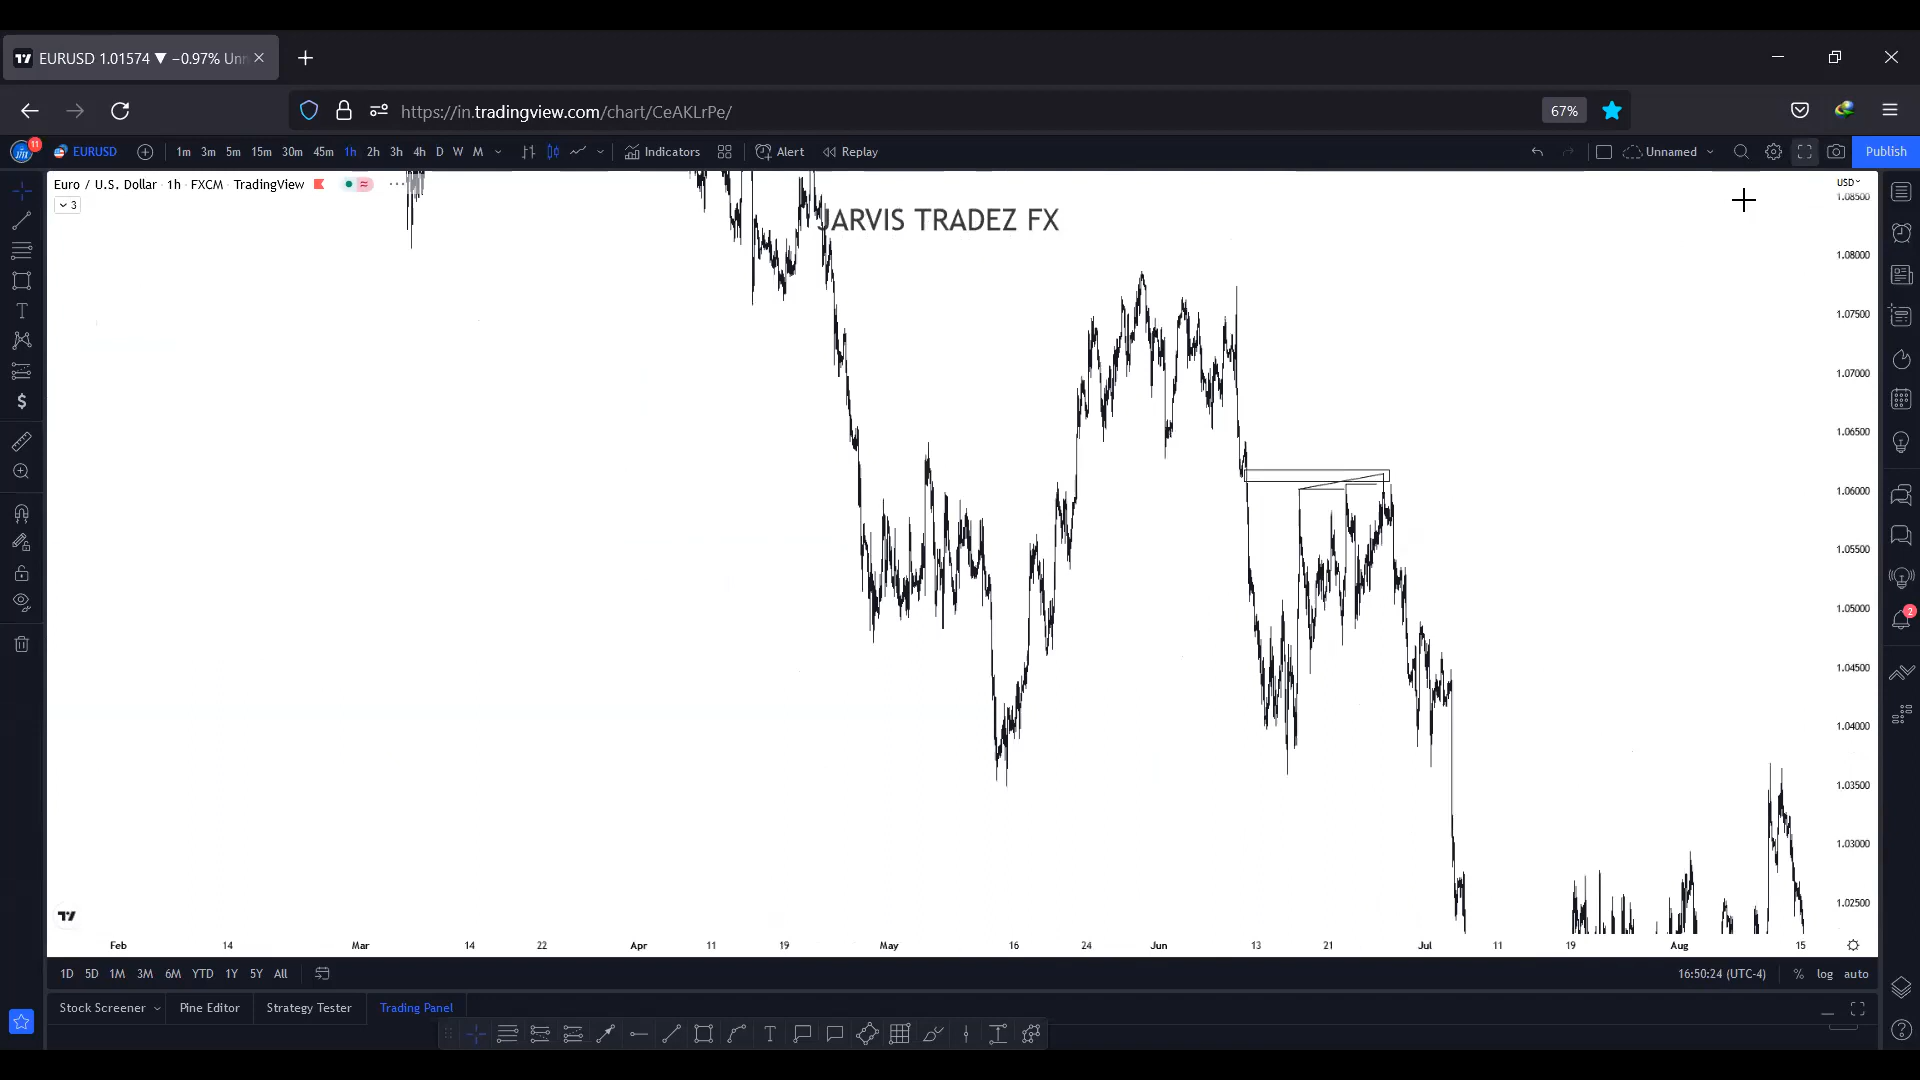 EURUSD 1.01574 ▼ −0.97% Unn
https://in.tradingview.com/chart/CeAKLrPe/
67%
11
EURUSD
1m 3m 5m 15m 30m 45m 1h 2h 3h 4h D W M
Indicators
Alert
Replay
Unnamed
Publish
Euro / U.S. Dollar · 1h · FXCM · TradingView
3
JARVIS TRADEZ FX
USD
1.08500
1.08000
1.07500
1.07000
1.06500
1.06000
1.05500
1.05000
1.04500
1.04000
1.03500
1.03000
1.02500
2
Feb 14 Mar 14 22 Apr 11 19 May 16 24 Jun 13 21 Jul 11 19 Aug 15
1D 5D 1M 3M 6M YTD 1Y 5Y All
16:50:24 (UTC-4)
% log auto
Stock Screener
Pine Editor
Strategy Tester
Trading Panel